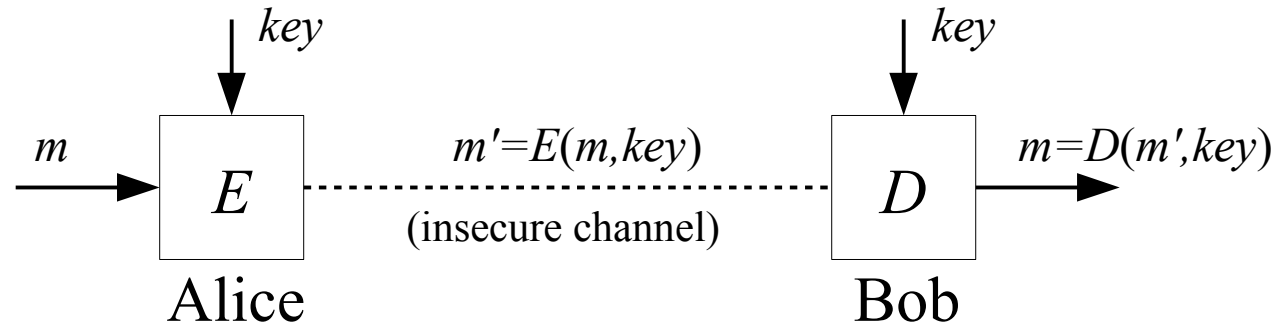 key
key
m
m'=E(m,key)
m=D(m',key)
E
D
(insecure channel)
Alice
Bob